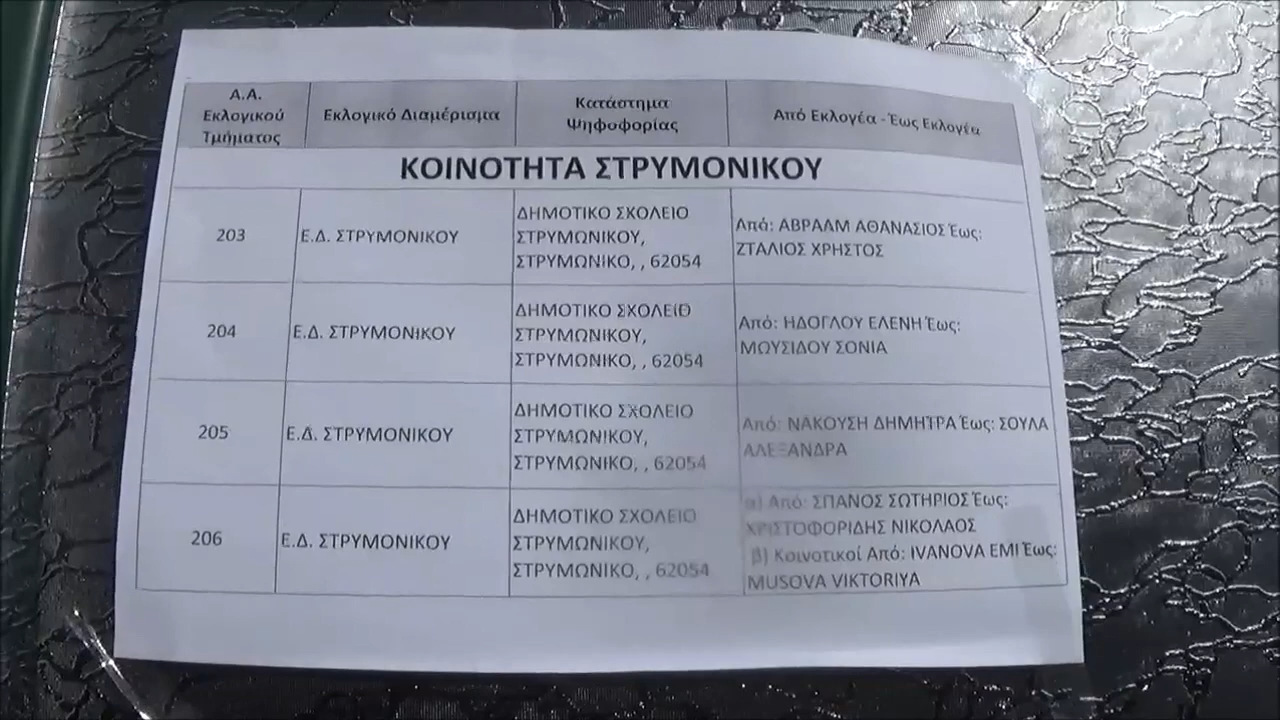 Α.Α.
Εκλογικού
Τμήματος
Εκλογικό Διαμέρισμα
Κατάστημα
Ψηφοφορίας
Από Εκλογέα - Έως Εκλογέα
ΚΟΙΝΟΤΗΤΑ ΣΤΡΥΜΟΝΙΚΟΥ
203
Ε.Δ. ΣΤΡΥΜΟΝΙΚΟΥ
ΔΗΜΟΤΙΚΟ ΣΧΟΛΕΙΟ
ΣΤΡΥΜΩΝΙΚΟΥ,
ΣΤΡΥΜΩΝΙΚΟ, , 62054
Από: ΑΒΡΑΑΜ ΑΘΑΝΑΣΙΟΣ Έως:
ΖΤΑΛΙΟΣ ΧΡΗΣΤΟΣ
204
Ε.Δ. ΣΤΡΥΜΟΝΙΚΟΥ
ΔΗΜΟΤΙΚΟ ΣΧΟΛΕΙΟ
ΣΤΡΥΜΩΝΙΚΟΥ,
ΣΤΡΥΜΩΝΙΚΟ, , 62054
Από: ΗΔΟΓΛΟΥ ΕΛΕΝΗ Έως:
ΜΩΥΣΙΔΟΥ ΣΟΝΙΑ
205
Ε.Δ. ΣΤΡΥΜΟΝΙΚΟΥ
ΔΗΜΟΤΙΚΟ ΣΧΟΛΕΙΟ
ΣΤΡΥΜΩΝΙΚΟΥ,
ΣΤΡΥΜΩΝΙΚΟ, , 62054
Από: ΝΑΚΟΥΣΗ ΔΗΜΗΤΡΑ Έως: ΣΟΥΛΑ
ΑΛΕΞΑΝΔΡΑ
206
Ε.Δ. ΣΤΡΥΜΟΝΙΚΟΥ
ΔΗΜΟΤΙΚΟ ΣΧΟΛΕΙΟ
ΣΤΡΥΜΩΝΙΚΟΥ,
ΣΤΡΥΜΩΝΙΚΟ, , 62054
α) Από: ΣΠΑΝΟΣ ΣΩΤΗΡΙΟΣ Έως:
ΧΡΙΣΤΟΦΟΡΙΔΗΣ ΝΙΚΟΛΑΟΣ
β) Κοινοτικοί Από: IVANOVA EMI Έως:
MUSOVA VIKTORIYA